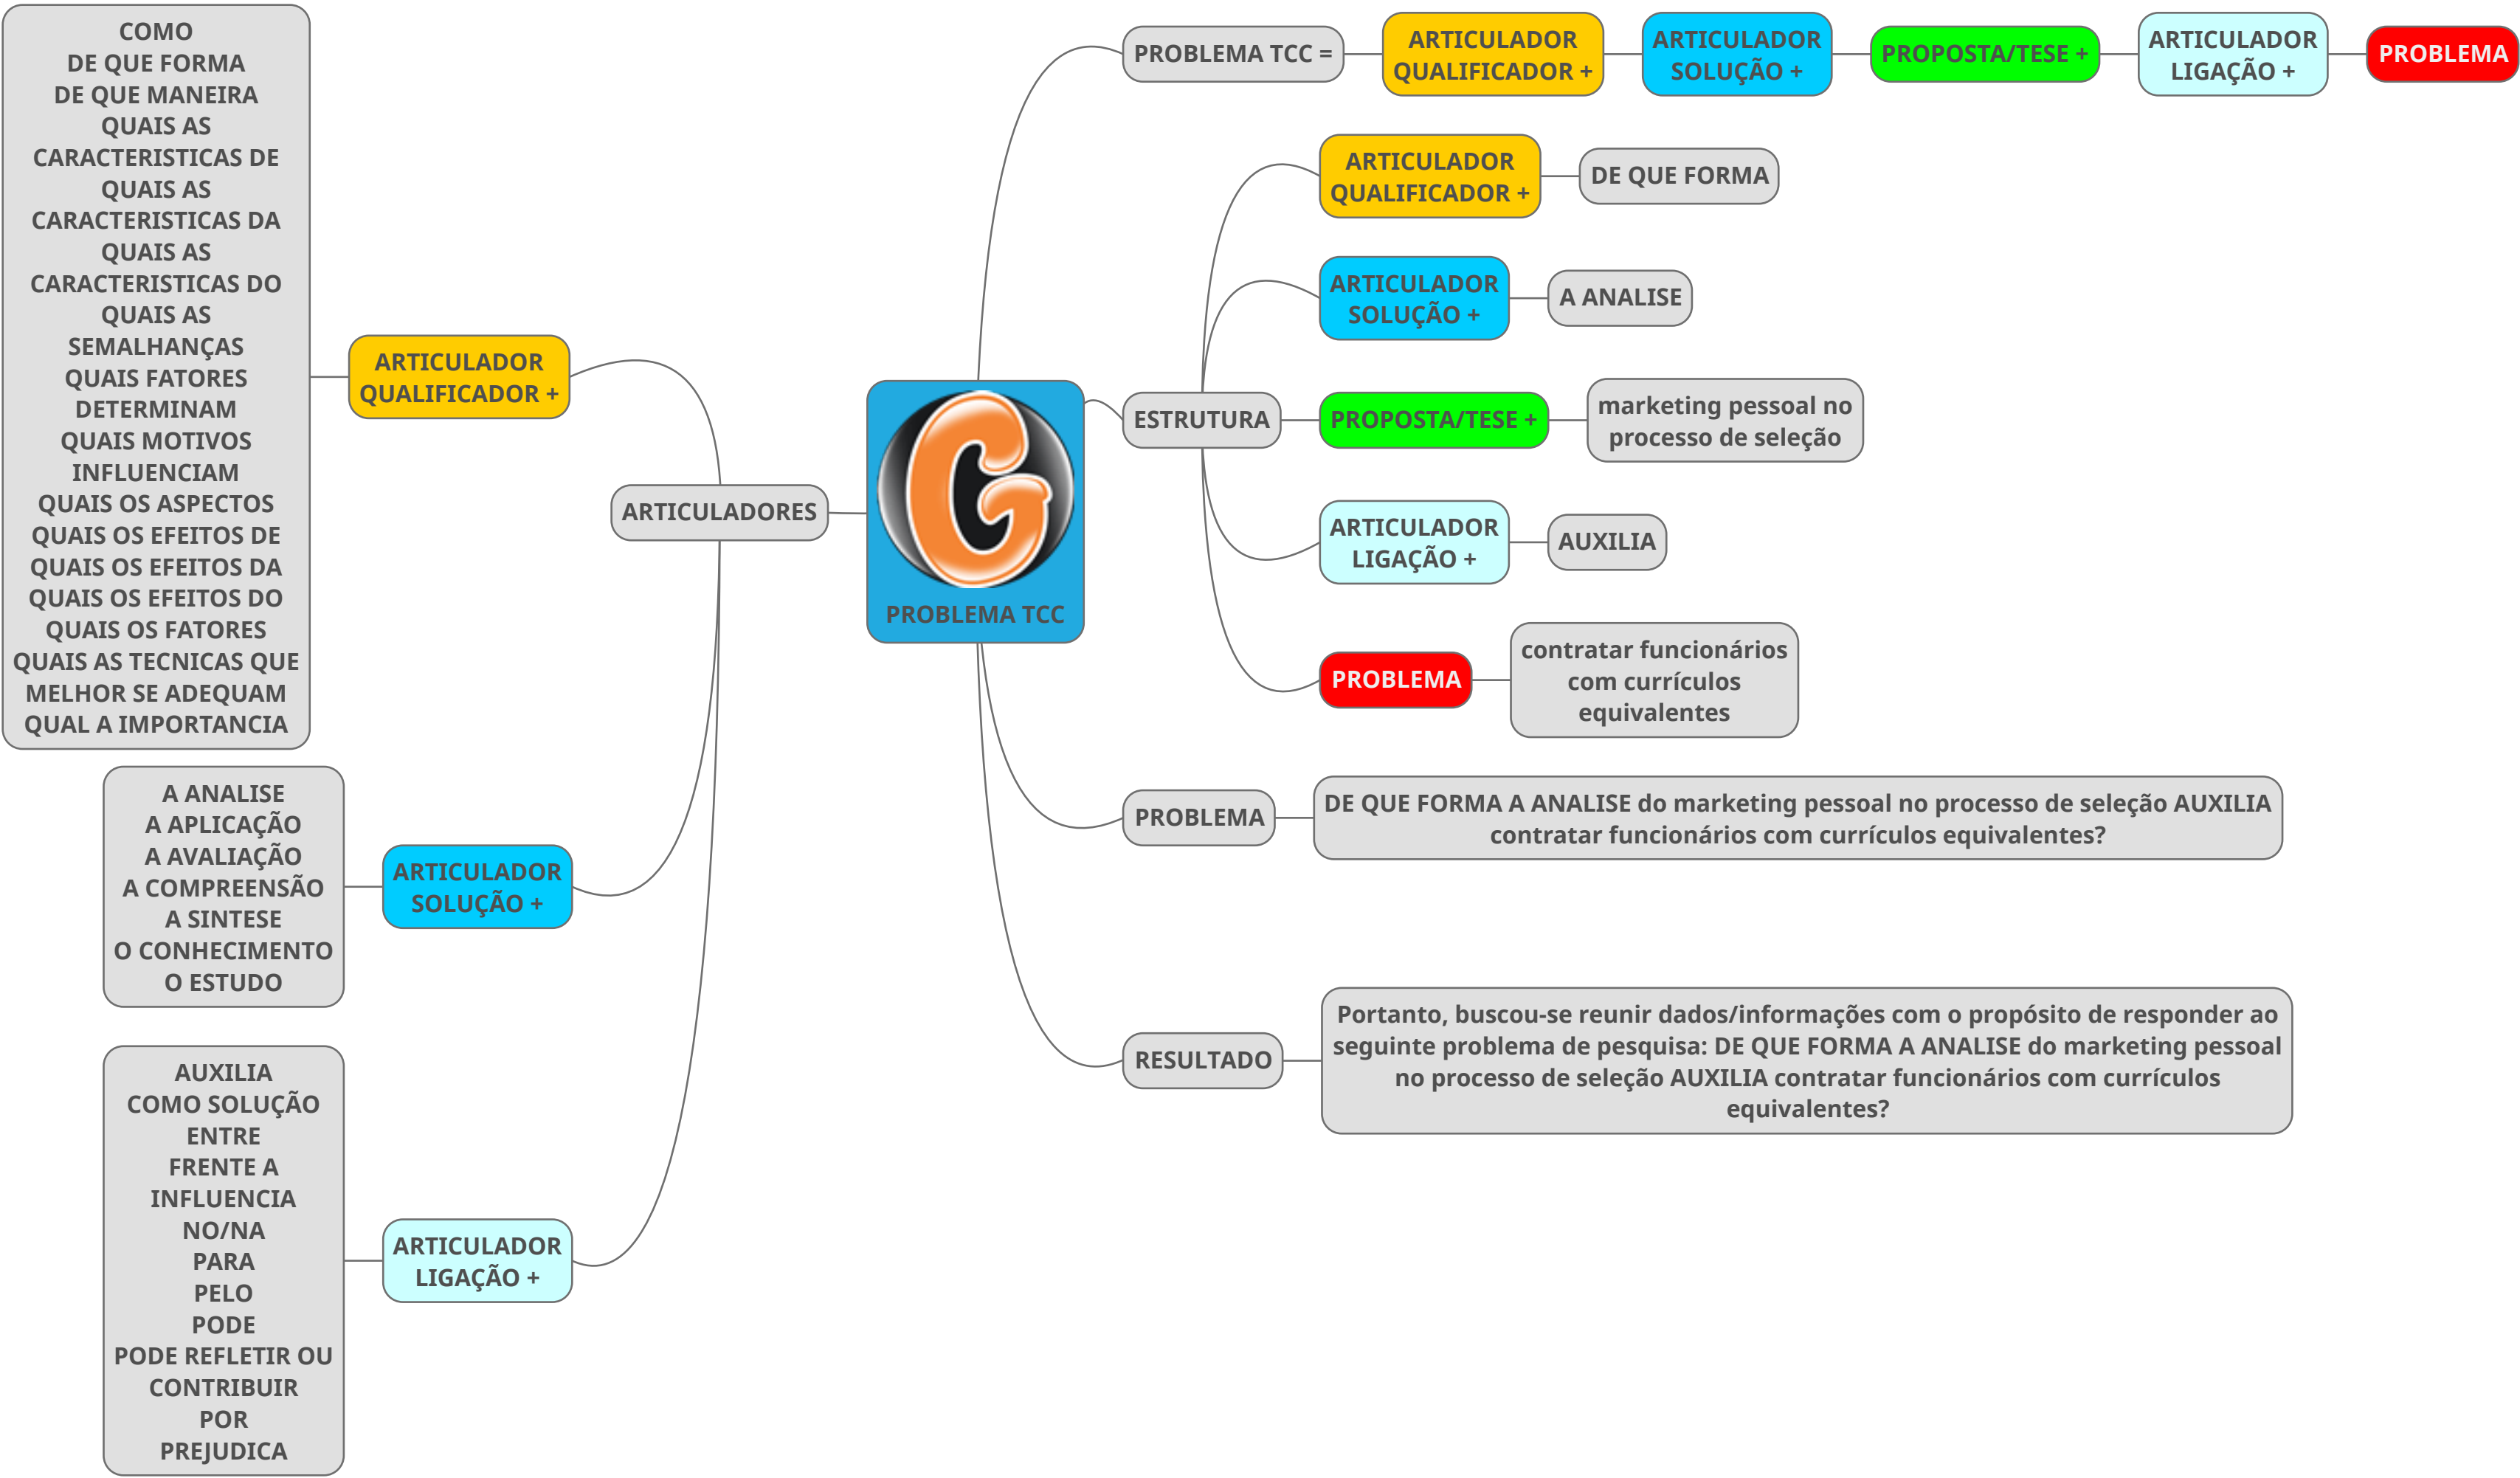 PROBLEMA TCC =
ARTICULADOR
QUALIFICADOR +
ARTICULADOR
SOLUÇÃO +
PROPOSTA/TESE +
ARTICULADOR
LIGAÇÃO +
PROBLEMA
ESTRUTURA
ARTICULADOR
QUALIFICADOR +
DE QUE FORMA
ARTICULADOR
SOLUÇÃO +
A ANALISE
PROPOSTA/TESE +
marketing pessoal no
processo de seleção
ARTICULADOR
LIGAÇÃO +
AUXILIA
PROBLEMA
contratar funcionários
com currículos
equivalentes
PROBLEMA
DE QUE FORMA A ANALISE do marketing pessoal no processo de seleção AUXILIA
contratar funcionários com currículos equivalentes?
RESULTADO
Portanto, buscou-se reunir dados/informações com o propósito de responder ao
seguinte problema de pesquisa: DE QUE FORMA A ANALISE do marketing pessoal
no processo de seleção AUXILIA contratar funcionários com currículos
equivalentes?
G
PROBLEMA TCC
ARTICULADORES
ARTICULADOR
QUALIFICADOR +
COMO
DE QUE FORMA
DE QUE MANEIRA
QUAIS AS
CARACTERISTICAS DE
QUAIS AS
CARACTERISTICAS DA
QUAIS AS
CARACTERISTICAS DO
QUAIS AS
SEMALHANÇAS
QUAIS FATORES
DETERMINAM
QUAIS MOTIVOS
INFLUENCIAM
QUAIS OS ASPECTOS
QUAIS OS EFEITOS DE
QUAIS OS EFEITOS DA
QUAIS OS EFEITOS DO
QUAIS OS FATORES
QUAIS AS TECNICAS QUE
MELHOR SE ADEQUAM
QUAL A IMPORTANCIA
ARTICULADOR
SOLUÇÃO +
A ANALISE
A APLICAÇÃO
A AVALIAÇÃO
A COMPREENSÃO
A SINTESE
O CONHECIMENTO
O ESTUDO
ARTICULADOR
LIGAÇÃO +
AUXILIA
COMO SOLUÇÃO
ENTRE
FRENTE A
INFLUENCIA
NO/NA
PARA
PELO
PODE
PODE REFLETIR OU
CONTRIBUIR
POR
PREJUDICA